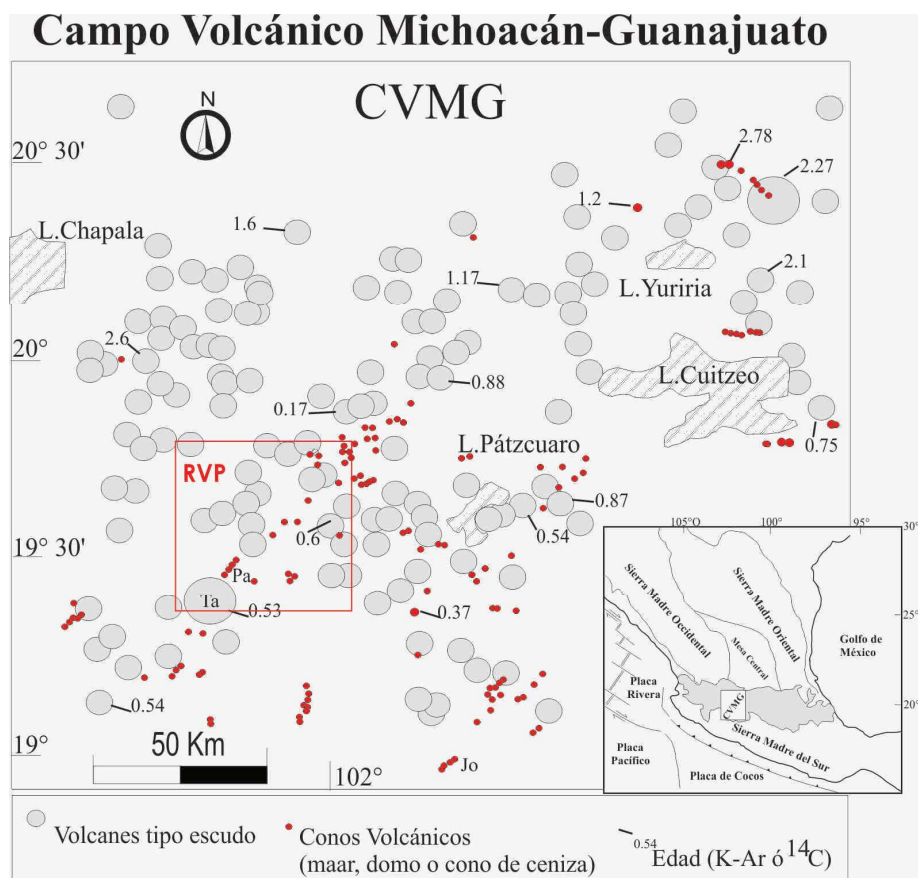 Campo Volcánico Michoacán-Guanajuato
CVMG
N
20° 30'
2.78
2.27
1.2
L.Chapala
1.6
1.17
L.Yuriria
2.1
20°
2.6
0.88
L.Cuitzeo
0.17
0.75
RVP
L.Pátzcuaro
0.87
0.6
0.54
19° 30'
Pa
Ta
0.53
0.37
0.54
19°
50 Km
102°
Jo
105°C
100°
95°
30°
25°
20°
Sierra Madre Occidental
Sierra Madre Oriental
Mesa Central
Golfo de
México
Placa
Rivera
CVMG
Sierra Madre del Sur
Placa
Pacífico
Placa de Cocos
Volcanes tipo escudo
Conos Volcánicos
(maar, domo o cono de ceniza)
0.54 Edad (K-Ar ó 14C)